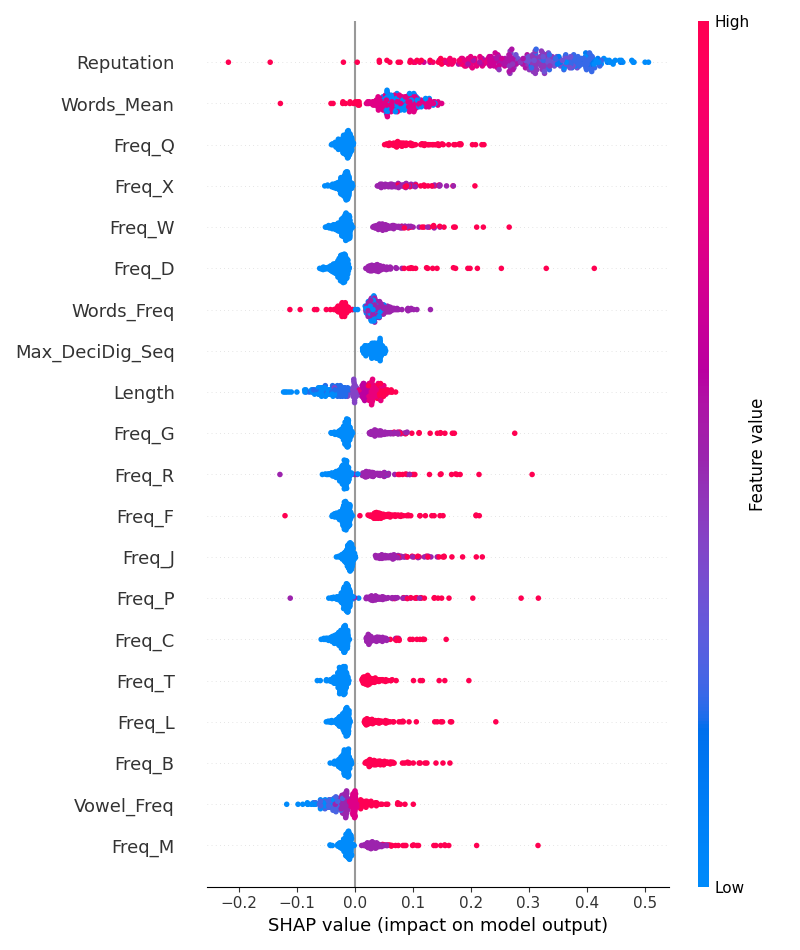 High
Reputation
Words_Mean
Freq_Q
Freq_X
Freq_W
Freq_D
Words_Freq
Max_DeciDig_Seq
Length
Freq_G
Freq_R
Freq_F
Freq_J
Freq_P
Freq_C
Freq_T
Freq_L
Freq_B
Vowel_Freq
Freq_M
Feature value
Low
−0.2 −0.1 0.0 0.1 0.2 0.3 0.4 0.5
SHAP value (impact on model output)